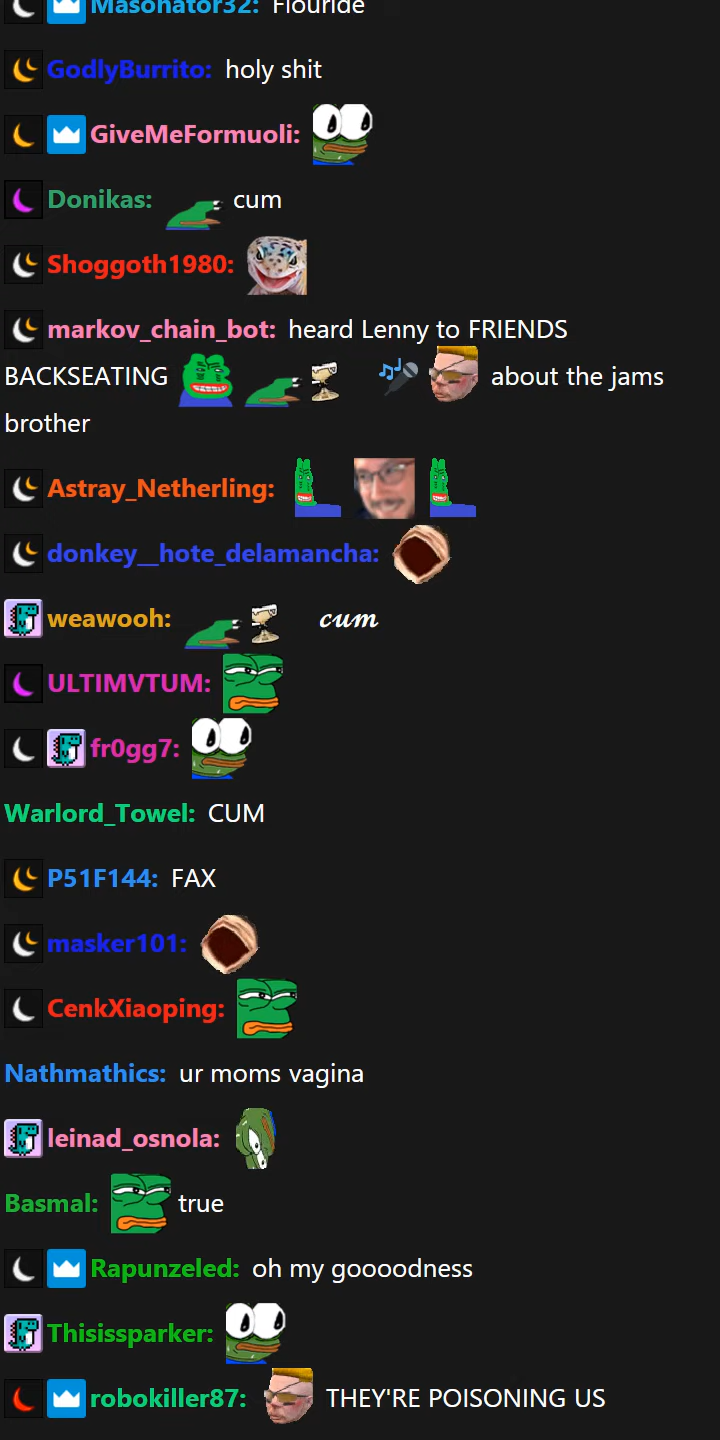 Masonator32: Flouride
GodlyBurrito: holy shit
GiveMeFormuoli:
Donikas: cum
Shoggoth1980:
markov_chain_bot: heard Lenny to FRIENDS
BACKSEATING about the jams
brother
Astray_Netherling:
donkey__hote_delamancha:
weawooh: cum
ULTIMVTUM:
fr0gg7:
Warlord_Towel: CUM
P51F144: FAX
masker101:
CenkXiaoping:
Nathmathics: ur moms vagina
leinad_osnola:
Basmal: true
Rapunzeled: oh my goooodness
Thisissparker:
robokiller87: THEY'RE POISONING US